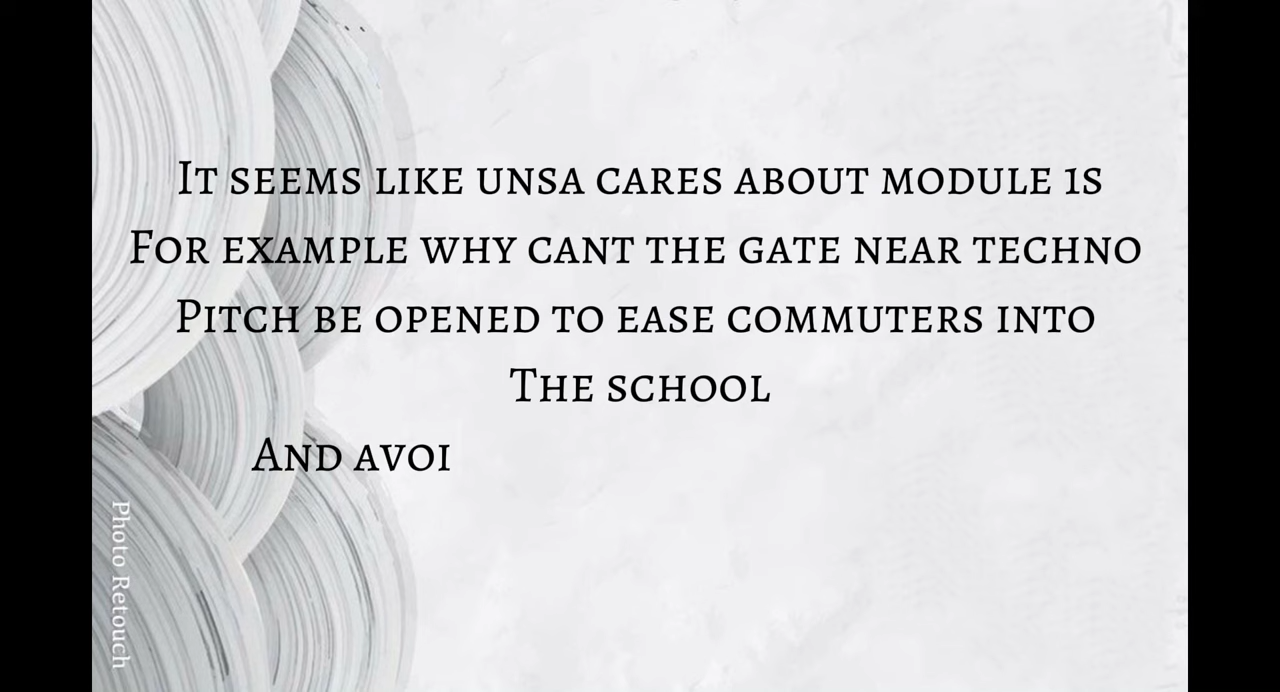 It seems like unsa cares about module 1s
For example why cant the gate near techno
Pitch be opened to ease commuters into
The school
And avoi
Photo Retouch